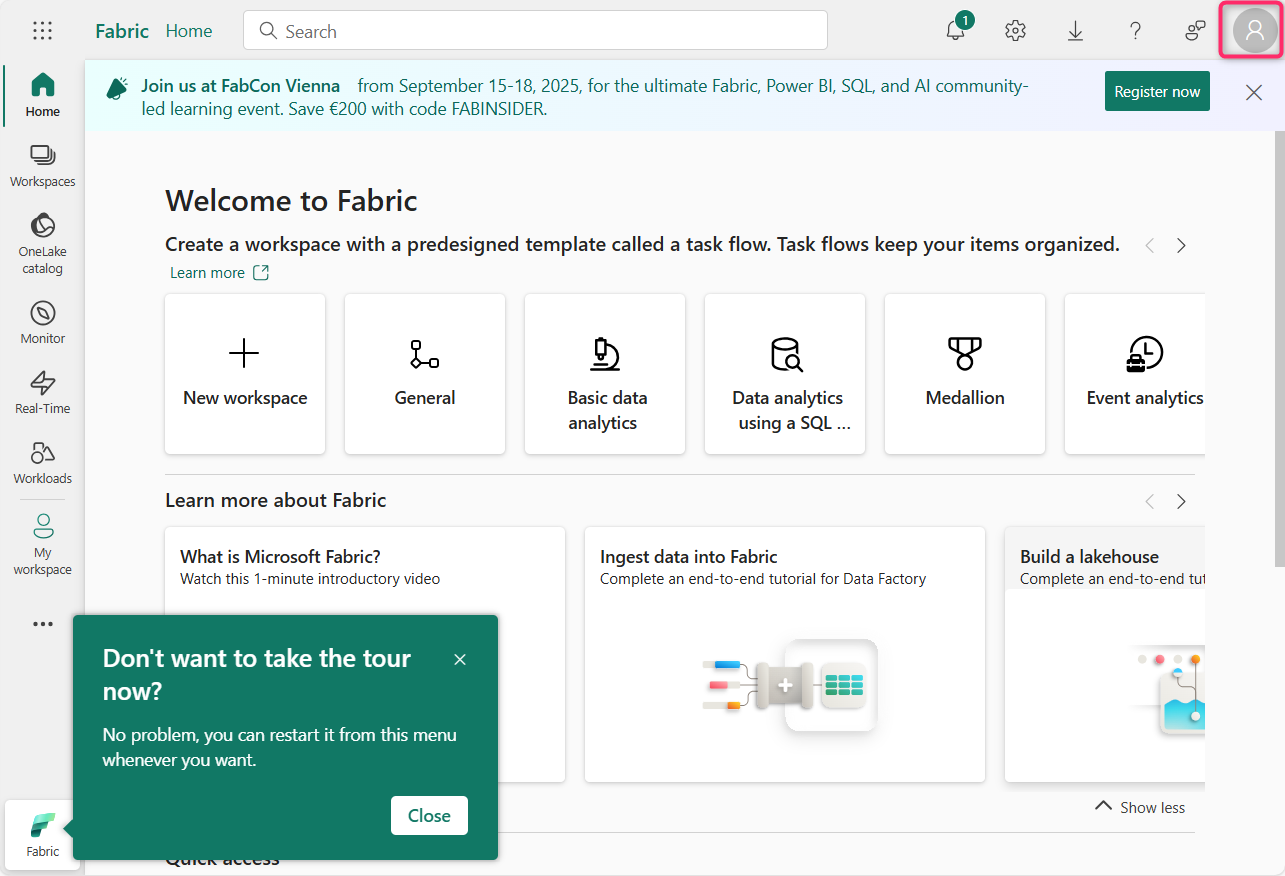 Fabric Home
Search
1
Join us at FabCon Vienna from September 15-18, 2025, for the ultimate Fabric, Power BI, SQL, and AI community-
led learning event. Save €200 with code FABINSIDER.
Register now
Home
Workspaces
OneLake
catalog
Monitor
Real-Time
Workloads
My
workspace
Welcome to Fabric
Create a workspace with a predesigned template called a task flow. Task flows keep your items organized.
Learn more
New workspace
General
Basic data
analytics
Data analytics
using a SQL ...
Medallion
Event analytics
Learn more about Fabric
What is Microsoft Fabric?
Watch this 1-minute introductory video
Ingest data into Fabric
Complete an end-to-end tutorial for Data Factory
Build a lakehouse
Complete an end-to-end tut
Don't want to take the tour
now?
No problem, you can restart it from this menu
whenever you want.
Close
Show less
Fabric
Quick access